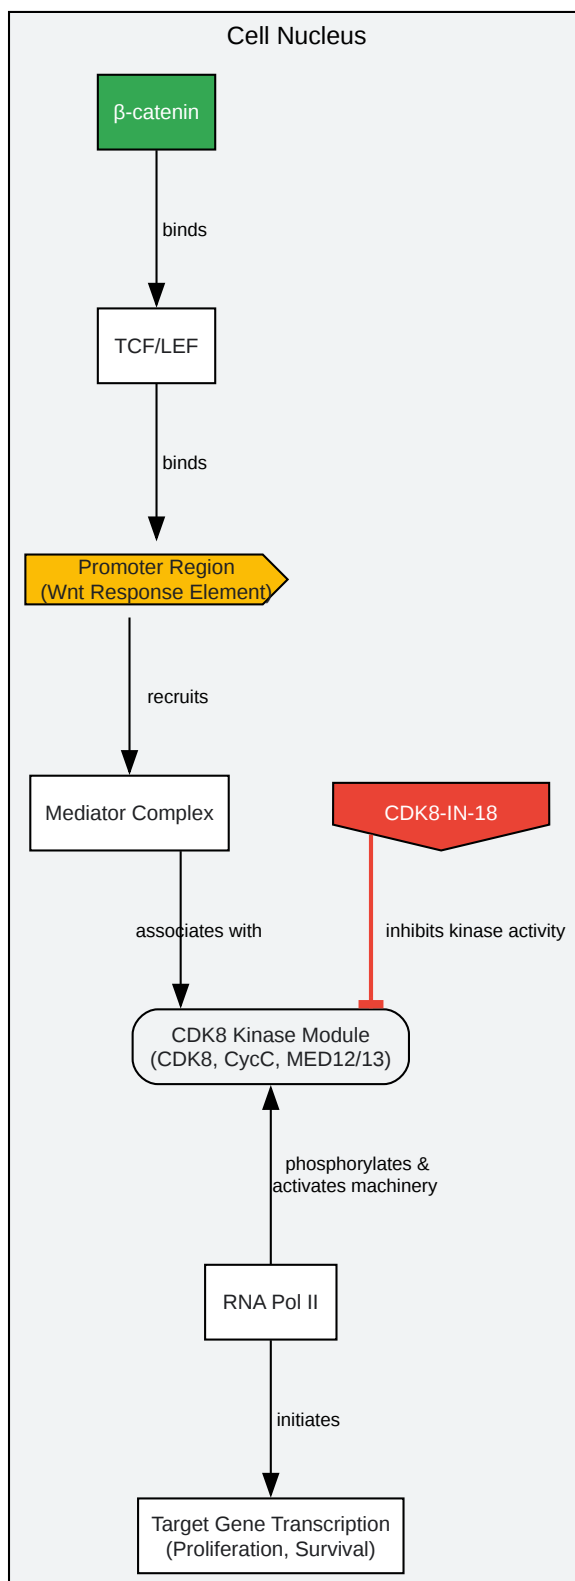 Cell Nucleus
β-catenin
binds
TCF/LEF
binds
Promoter Region
(Wnt Response Element)
recruits
Mediator Complex
CDK8-IN-18
associates with
inhibits kinase activity
CDK8 Kinase Module
(CDK8, CycC, MED12/13)
phosphorylates &
activates machinery
RNA Pol II
initiates
Target Gene Transcription
(Proliferation, Survival)